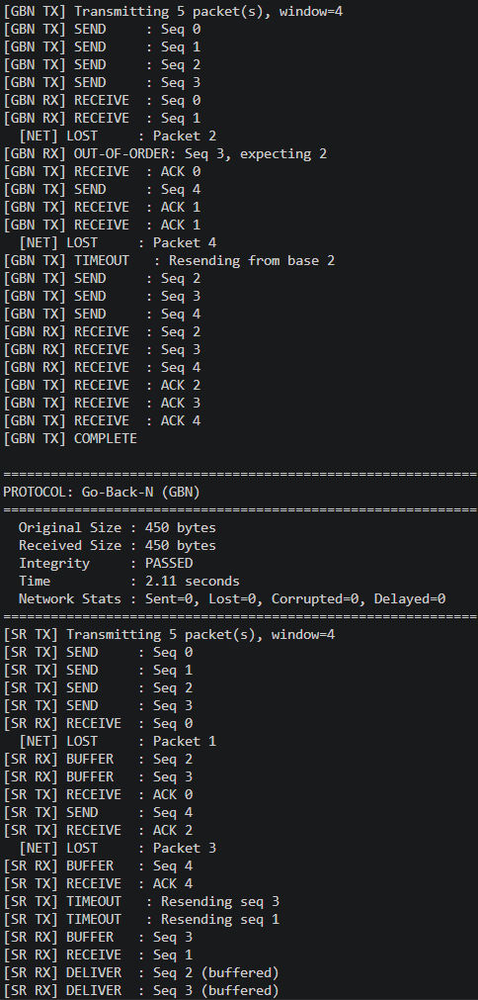 [GBN TX] Transmitting 5 packet(s), window=4
[GBN TX] SEND     : Seq 0
[GBN TX] SEND     : Seq 1
[GBN TX] SEND     : Seq 2
[GBN TX] SEND     : Seq 3
[GBN RX] RECEIVE  : Seq 0
[GBN RX] RECEIVE  : Seq 1
  [NET] LOST     : Packet 2
[GBN RX] OUT-OF-ORDER: Seq 3, expecting 2
[GBN TX] RECEIVE  : ACK 0
[GBN TX] SEND     : Seq 4
[GBN TX] RECEIVE  : ACK 1
[GBN TX] RECEIVE  : ACK 1
  [NET] LOST     : Packet 4
[GBN TX] TIMEOUT   : Resending from base 2
[GBN TX] SEND     : Seq 2
[GBN TX] SEND     : Seq 3
[GBN TX] SEND     : Seq 4
[GBN RX] RECEIVE  : Seq 2
[GBN RX] RECEIVE  : Seq 3
[GBN RX] RECEIVE  : Seq 4
[GBN TX] RECEIVE  : ACK 2
[GBN TX] RECEIVE  : ACK 3
[GBN TX] RECEIVE  : ACK 4
[GBN TX] COMPLETE
============================================================
PROTOCOL: Go-Back-N (GBN)
============================================================
  Original Size : 450 bytes
  Received Size : 450 bytes
  Integrity     : PASSED
  Time          : 2.11 seconds
  Network Stats : Sent=0, Lost=0, Corrupted=0, Delayed=0
============================================================
[SR TX] Transmitting 5 packet(s), window=4
[SR TX] SEND     : Seq 0
[SR TX] SEND     : Seq 1
[SR TX] SEND     : Seq 2
[SR TX] SEND     : Seq 3
[SR RX] RECEIVE  : Seq 0
  [NET] LOST     : Packet 1
[SR RX] BUFFER   : Seq 2
[SR RX] BUFFER   : Seq 3
[SR TX] RECEIVE  : ACK 0
[SR TX] SEND     : Seq 4
[SR TX] RECEIVE  : ACK 2
  [NET] LOST     : Packet 3
[SR RX] BUFFER   : Seq 4
[SR TX] RECEIVE  : ACK 4
[SR TX] TIMEOUT   : Resending seq 3
[SR TX] TIMEOUT   : Resending seq 1
[SR RX] BUFFER   : Seq 3
[SR RX] RECEIVE  : Seq 1
[SR RX] DELIVER  : Seq 2 (buffered)
[SR RX] DELIVER  : Seq 3 (buffered)